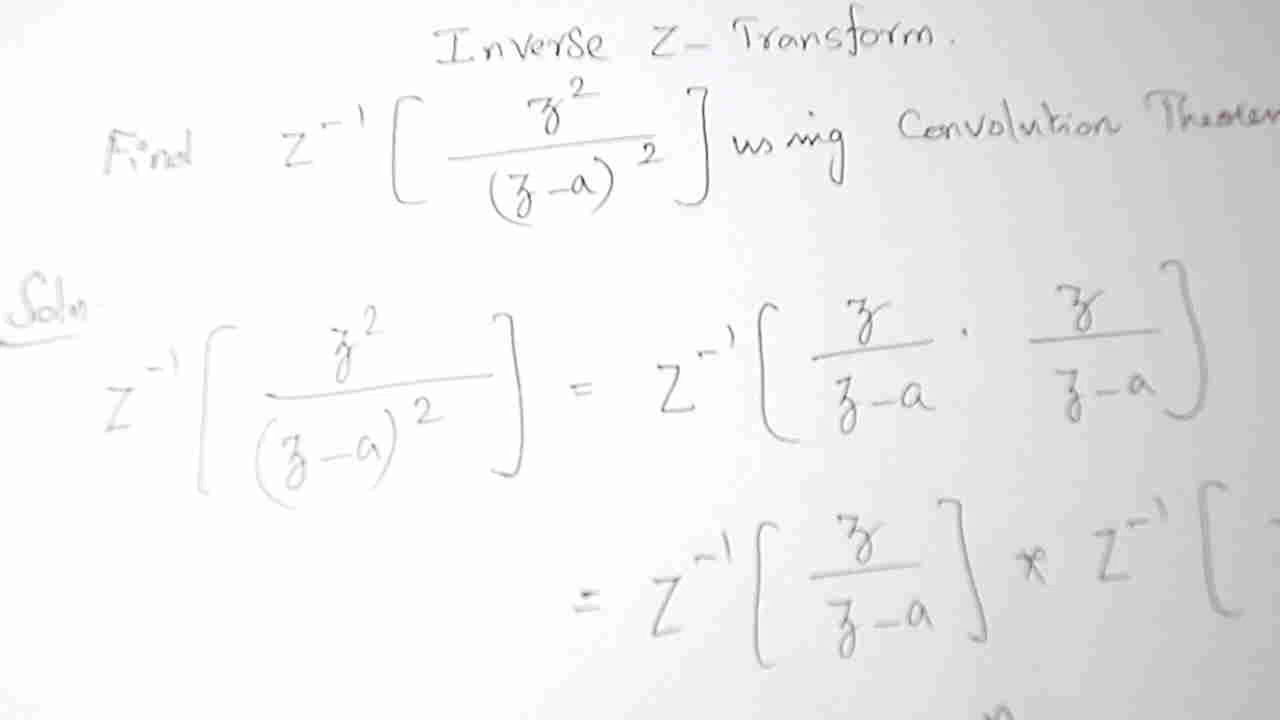 Inverse Z- Transform.
Find Z⁻¹ [ z² / (z-a)² ] using Convolution
Soln
Z⁻¹ [ z² / (z-a)² ] = Z⁻¹ [ z / z-a . z / z-a ]
= Z⁻¹ [ z / z-a ] * Z⁻¹ [